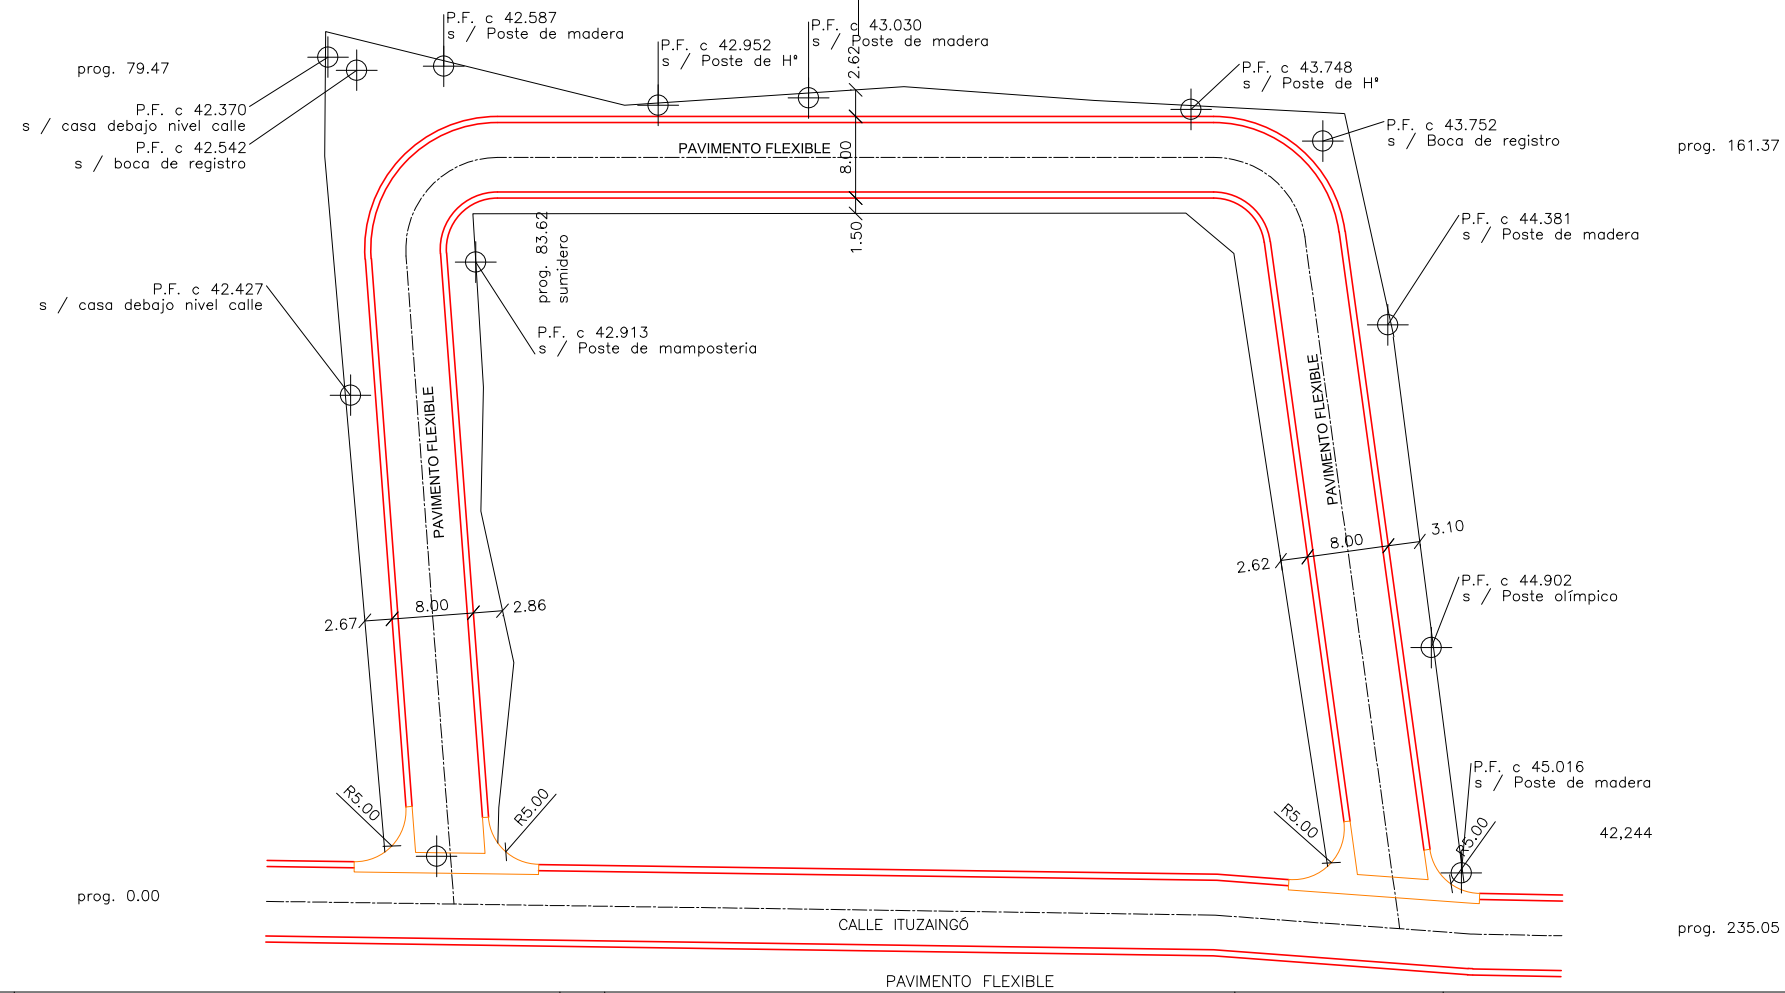 P.F. c 42.587
s / Poste de madera
P.F. c 43.030
s / Poste de madera
P.F. c 42.952
s / Poste de Hº
2.62
prog. 79.47
P.F. c 43.748
s / Poste de Hº
P.F. c 42.370
s / casa debajo nivel calle
P.F. c 42.542
s / boca de registro
P.F. c 43.752
s / Boca de registro
prog. 161.37
PAVIMENTO FLEXIBLE
8.00
1.50
prog. 83.62
sumidero
P.F. c 44.381
s / Poste de madera
P.F. c 42.427
s / casa debajo nivel calle
P.F. c 42.913
s / Poste de mamposteria
PAVIMENTO FLEXIBLE
PAVIMENTO FLEXIBLE
2.62
8.00
3.10
P.F. c 44.902
s / Poste olímpico
2.67
8.00
2.86
P.F. c 45.016
s / Poste de madera
R5.00
R5.00
R5.00
R5.00
42,244
prog. 0.00
CALLE ITUZAINGÓ
prog. 235.05
PAVIMENTO FLEXIBLE